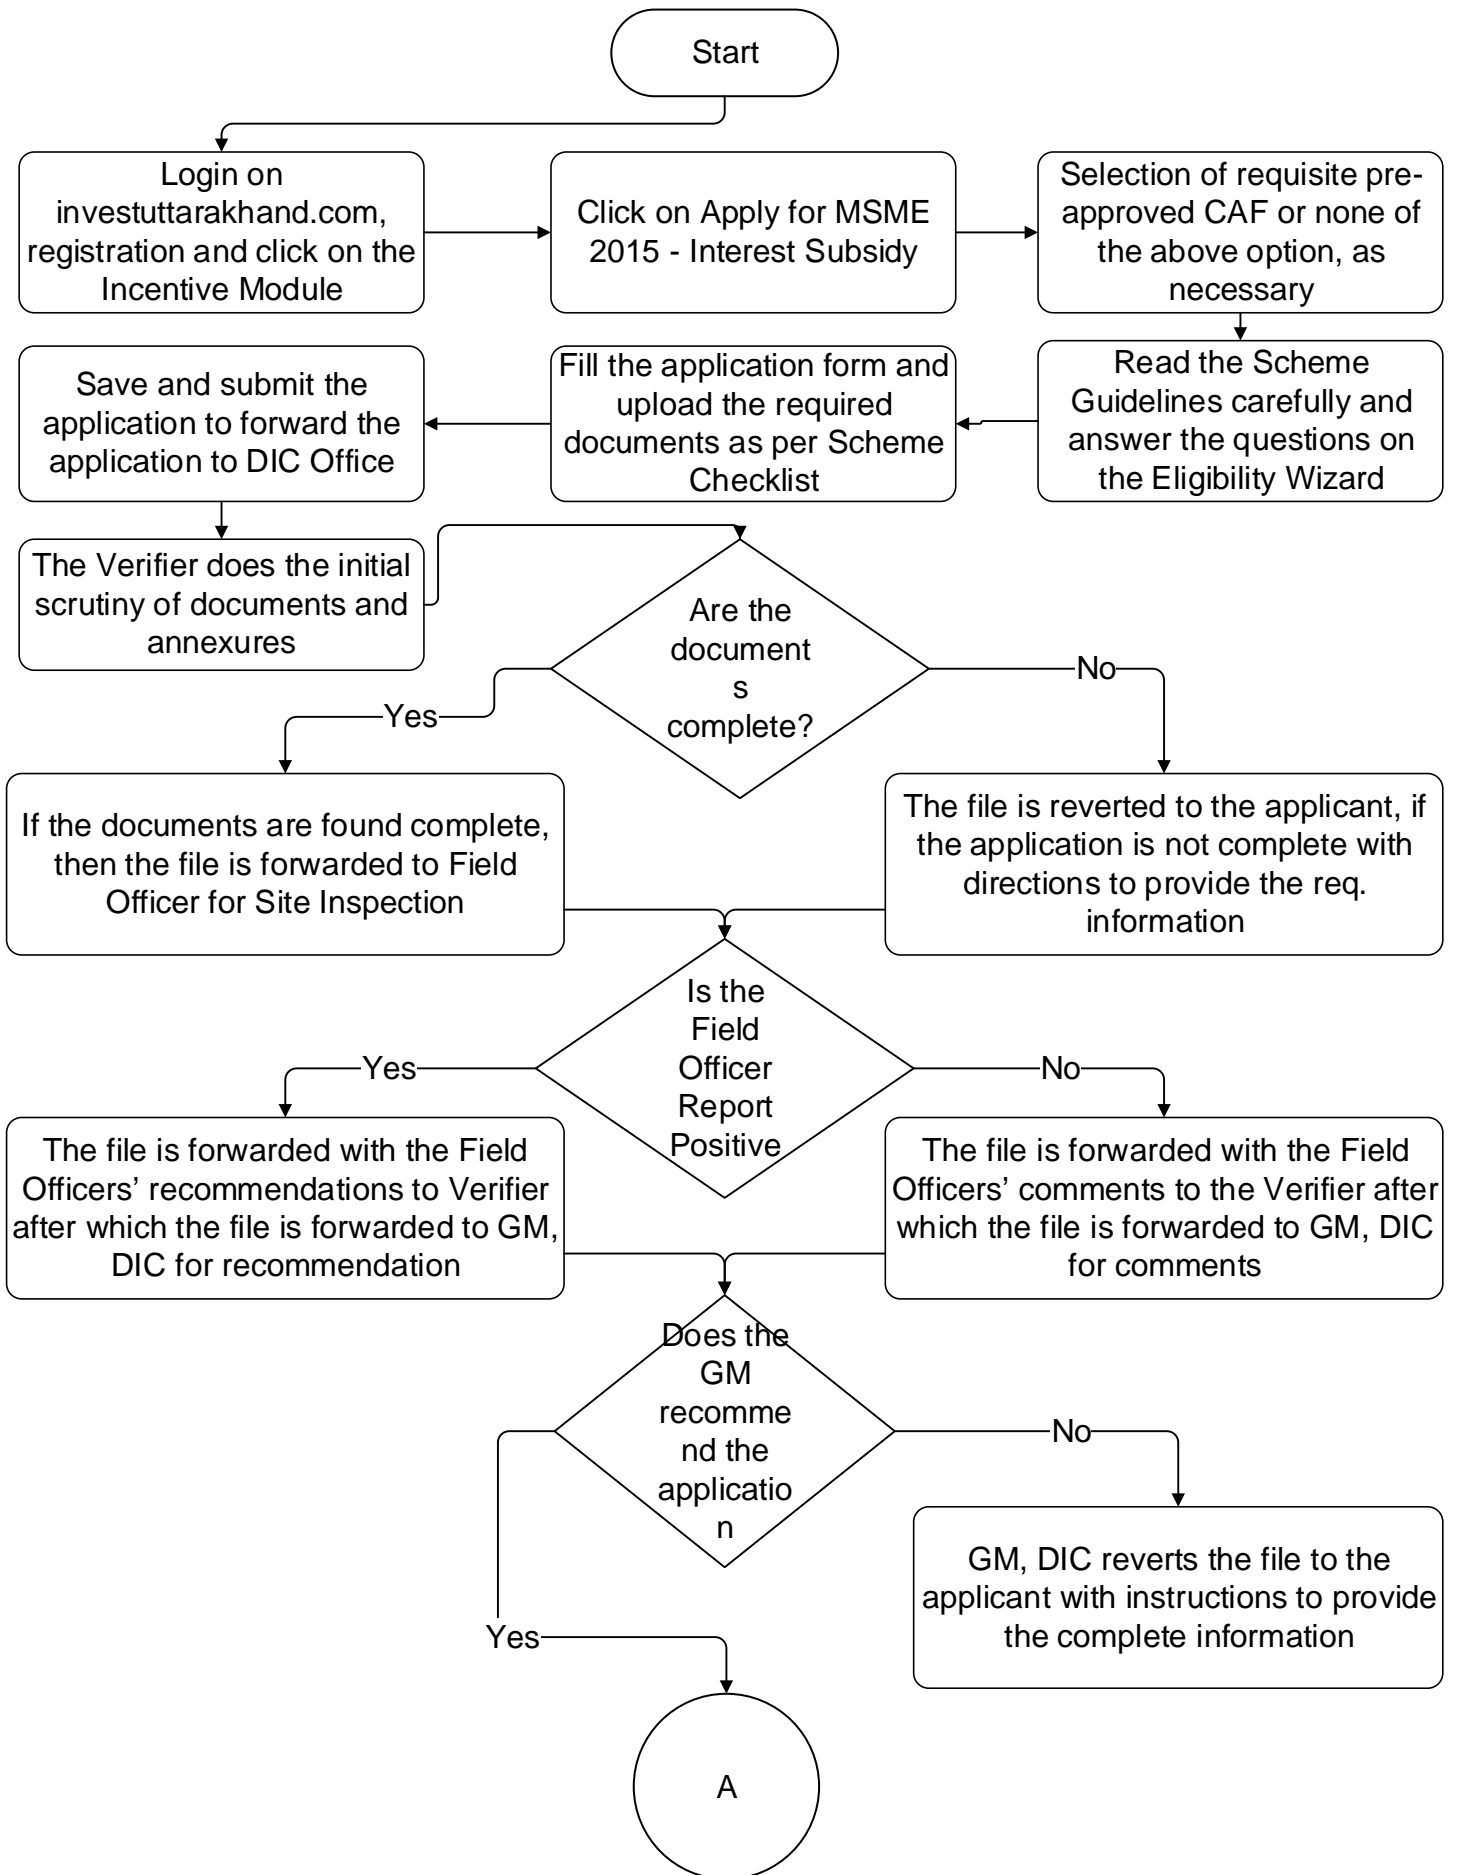 Start
Login on
investuttarakhand.com,
registration and click on the
Incentive Module
Click on Apply for MSME
2015 - Interest Subsidy
Selection of requisite pre-
approved CAF or none of
the above option, as
necessary
Read the Scheme
Guidelines carefully and
answer the questions on
the Eligibility Wizard
Fill the application form and
upload the required
documents as per Scheme
Checklist
Save and submit the
application to forward the
application to DIC Office
The Verifier does the initial
scrutiny of documents and
annexures
Are the
document
s
complete?
Yes
No
If the documents are found complete,
then the file is forwarded to Field
Officer for Site Inspection
The file is reverted to the applicant, if
the application is not complete with
directions to provide the req.
information
Is the
Field
Officer
Report
Positive
Yes
No
The file is forwarded with the Field
Officers’ recommendations to Verifier
after which the file is forwarded to GM,
DIC for recommendation
The file is forwarded with the Field
Officers’ comments to the Verifier after
which the file is forwarded to GM, DIC
for comments
Does the
GM
recomme
nd the
applicatio
n
No
GM, DIC reverts the file to the
applicant with instructions to provide
the complete information
Yes
A